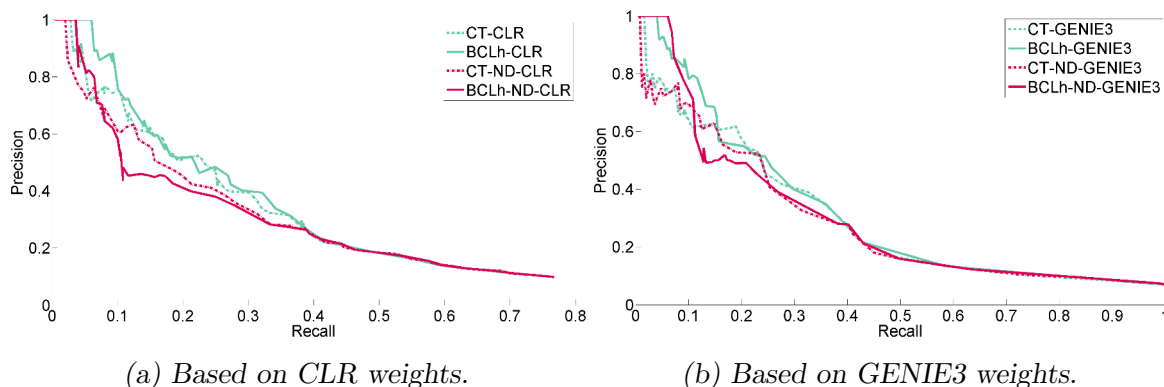 1
0.8
0.6
0.4
0.2
0
Precision
0 0.1 0.2 0.3 0.4 0.5 0.6 0.7 0.8
Recall
CT-CLR
BCLh-CLR
CT-ND-CLR
BCLh-ND-CLR
(a) Based on CLR weights.
1
0.8
0.6
0.4
0.2
0
Precision
0 0.1 0.2 0.3 0.4 0.5 0.6 0.7 0.8 0.9 1
Recall
CT-GENIE3
BCLh-GENIE3
CT-ND-GENIE3
BCLh-ND-GENIE3
(b) Based on GENIE3 weights.